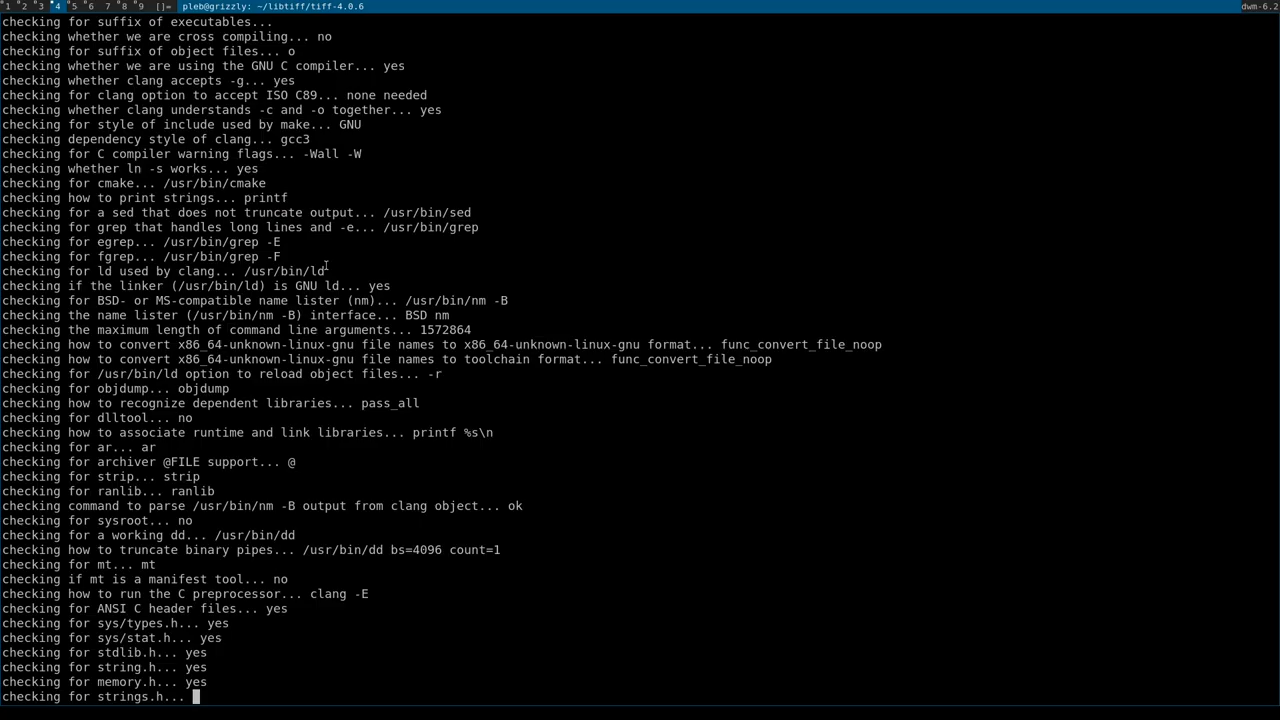 1 2 3 4 5 6 7 8 9 []= pleb@grizzly: ~/libtiff/tiff-4.0.6 dwm-6.2
checking for suffix of executables...
checking whether we are cross compiling... no
checking for suffix of object files... o
checking whether we are using the GNU C compiler... yes
checking whether clang accepts -g... yes
checking for clang option to accept ISO C89... none needed
checking whether clang understands -c and -o together... yes
checking for style of include used by make... GNU
checking dependency style of clang... gcc3
checking for C compiler warning flags... -Wall -W
checking whether ln -s works... yes
checking for cmake... /usr/bin/cmake
checking how to print strings... printf
checking for a sed that does not truncate output... /usr/bin/sed
checking for grep that handles long lines and -e... /usr/bin/grep
checking for egrep... /usr/bin/grep -E
checking for fgrep... /usr/bin/grep -F
checking for ld used by clang... /usr/bin/ld
checking if the linker (/usr/bin/ld) is GNU ld... yes
checking for BSD- or MS-compatible name lister (nm)... /usr/bin/nm -B
checking the name lister (/usr/bin/nm -B) interface... BSD nm
checking the maximum length of command line arguments... 1572864
checking how to convert x86_64-unknown-linux-gnu file names to x86_64-unknown-linux-gnu format... func_convert_file_noop
checking how to convert x86_64-unknown-linux-gnu file names to toolchain format... func_convert_file_noop
checking for /usr/bin/ld option to reload object files... -r
checking for objdump... objdump
checking how to recognize dependent libraries... pass_all
checking for dlltool... no
checking how to associate runtime and link libraries... printf %s\n
checking for ar... ar
checking for archiver @FILE support... @
checking for strip... strip
checking for ranlib... ranlib
checking command to parse /usr/bin/nm -B output from clang object... ok
checking for sysroot... no
checking for a working dd... /usr/bin/dd
checking how to truncate binary pipes... /usr/bin/dd bs=4096 count=1
checking for mt... mt
checking if mt is a manifest tool... no
checking how to run the C preprocessor... clang -E
checking for ANSI C header files... yes
checking for sys/types.h... yes
checking for sys/stat.h... yes
checking for stdlib.h... yes
checking for string.h... yes
checking for memory.h... yes
checking for strings.h...